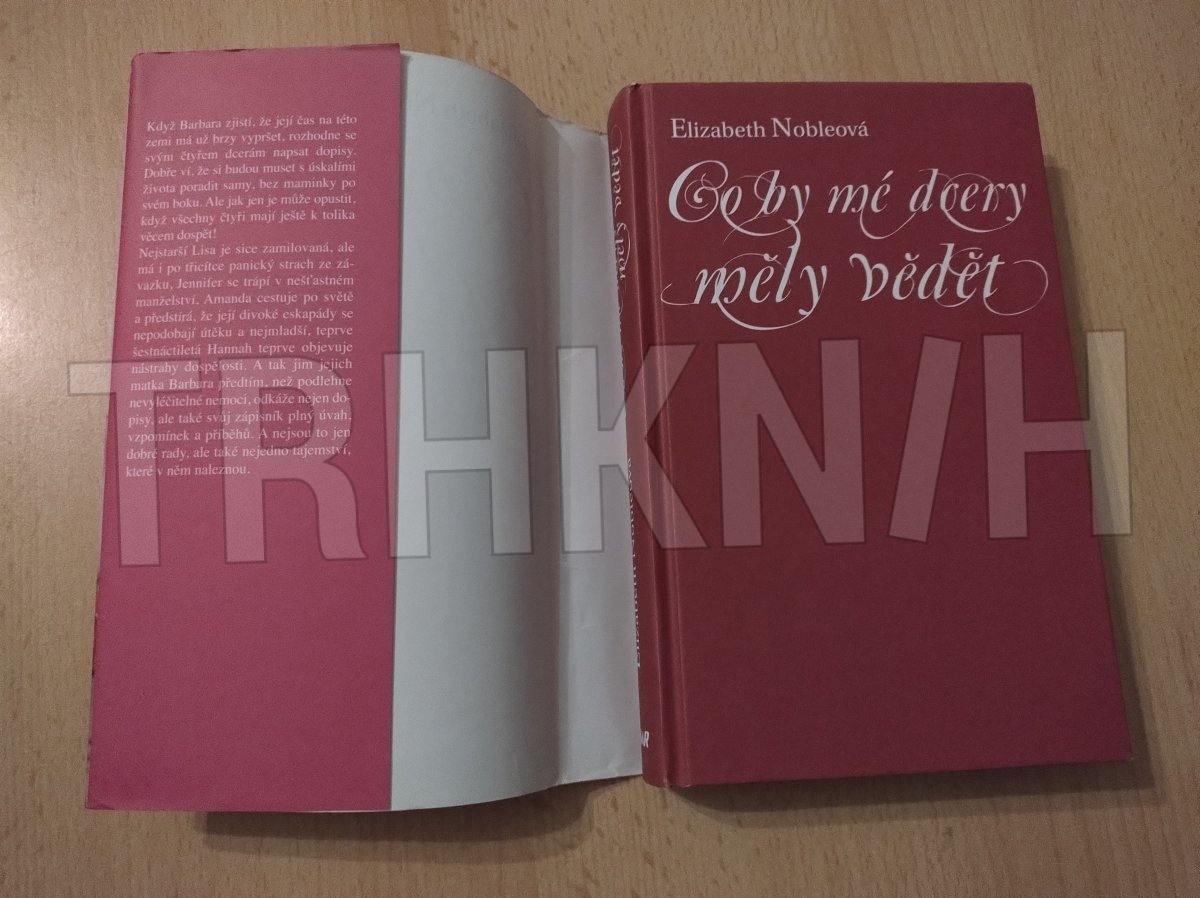 Když Barbara zjistí, že její čas na této
zemi má už brzy vypršet, rozhodne se
svým čtyřem dcerám napsat dopisy.
Dobře ví, že si budou muset s úskalími
života poradit samy, bez maminky po
svém boku. Ale jak jen je může opustit,
když všechny čtyři mají ještě k tolika
věcem dospět!
Nejstarší Lisa je sice zamilovaná, ale
má i po třicítce panický strach ze zá-
vazku, Jennifer se trápí v nešťastném
manželství, Amanda cestuje po světě
a předstírá, že její divoké eskapády se
nepodobají útěku a nejmladší, teprve
šestnáctiletá Hannah teprve objevuje
nástrahy dospělosti. A tak jim jejich
matka Barbara předtím, než podlehne
nevyléčitelné nemoci, odkáže nejen do-
pisy, ale také svůj zápisník plný úvah,
vzpomínek a příběhů. A nejsou to jen
dobré rady, ale také nejedno tajemství,
které v něm naleznou.
měly vědět
Elizabeth Nobleová
Co by mé dcery
měly vědět
TRHKN/H